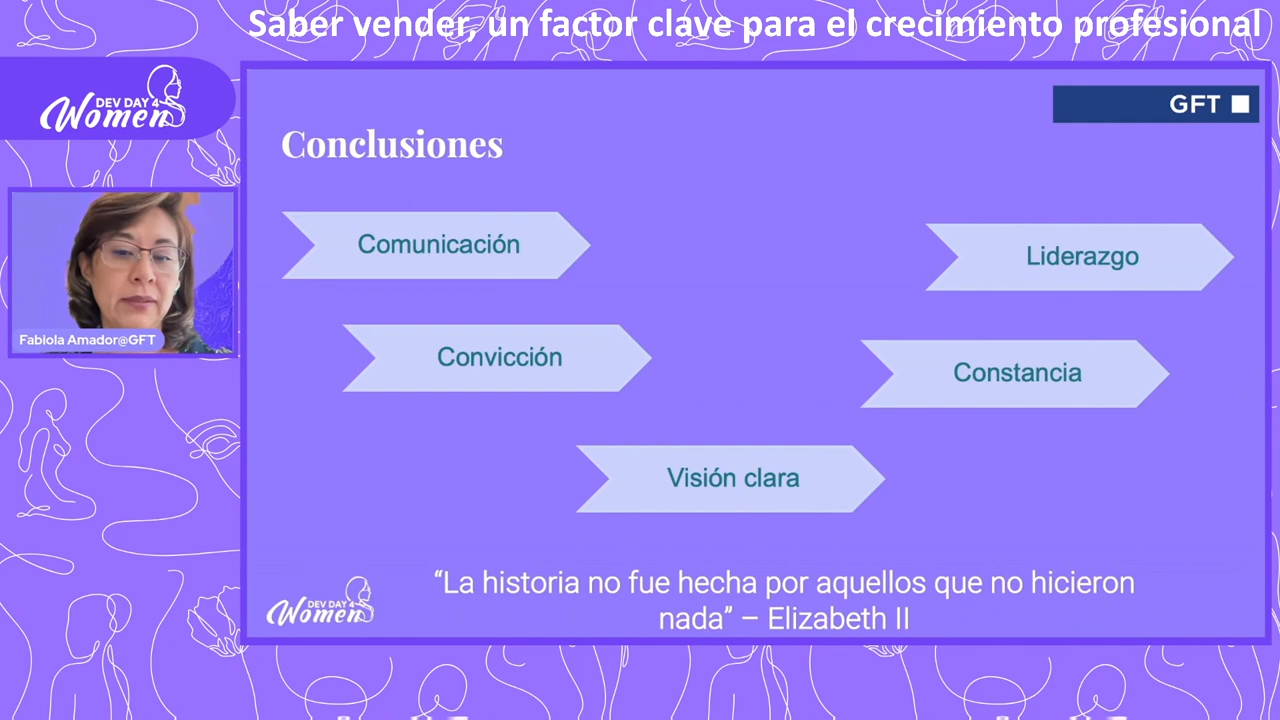 Saber vender, un factor clave para el crecimiento profesional
DEV DAY 4
Women
GFT
Conclusiones
Comunicación
Liderazgo
Convicción
Constancia
Visión clara
Fabiola Amador@GFT
“La historia no fue hecha por aquellos que no hicieron
nada” – Elizabeth II
DEV DAY 4
Women